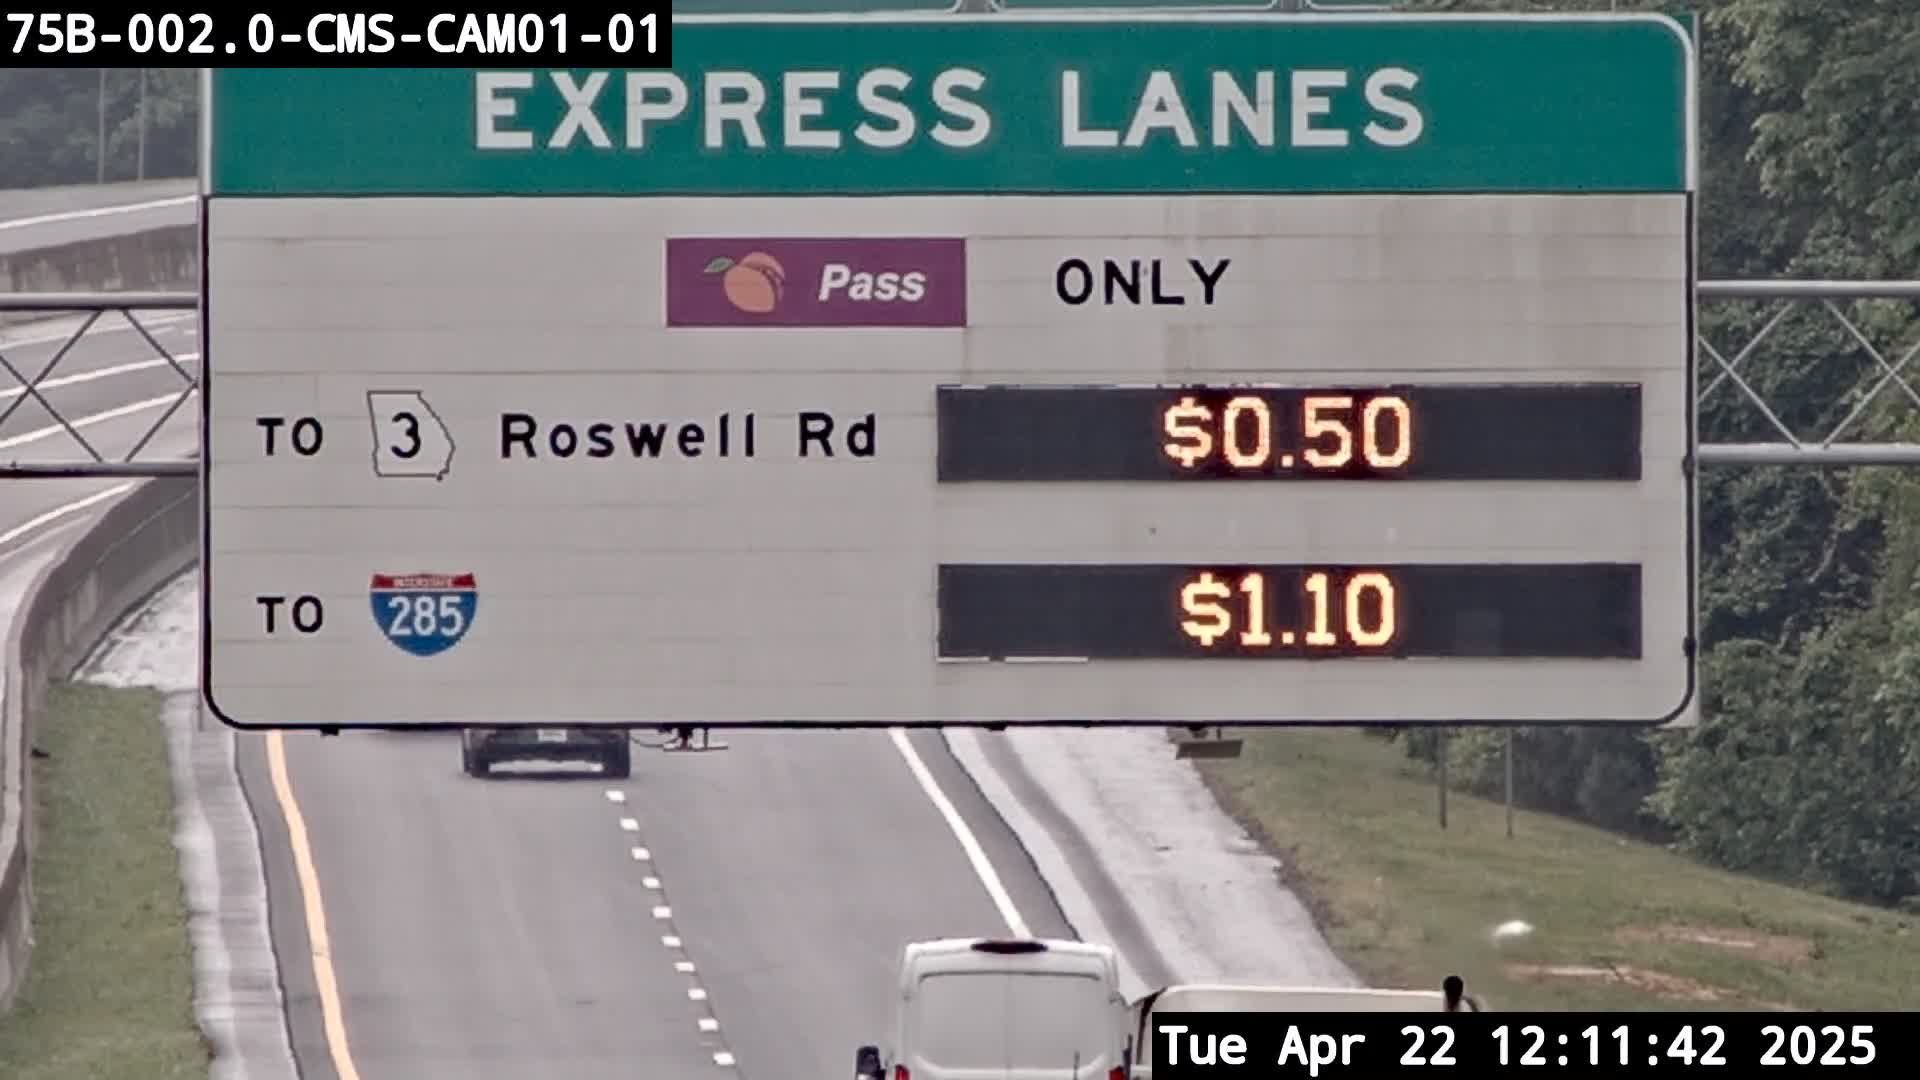 75B-002.0-CMS-CAM01-01
EXPRESS LANES
Pass ONLY
TO 3 Roswell Rd $0.50
TO INTERSTATE 285 $1.10
Tue Apr 22 12:11:42 2025